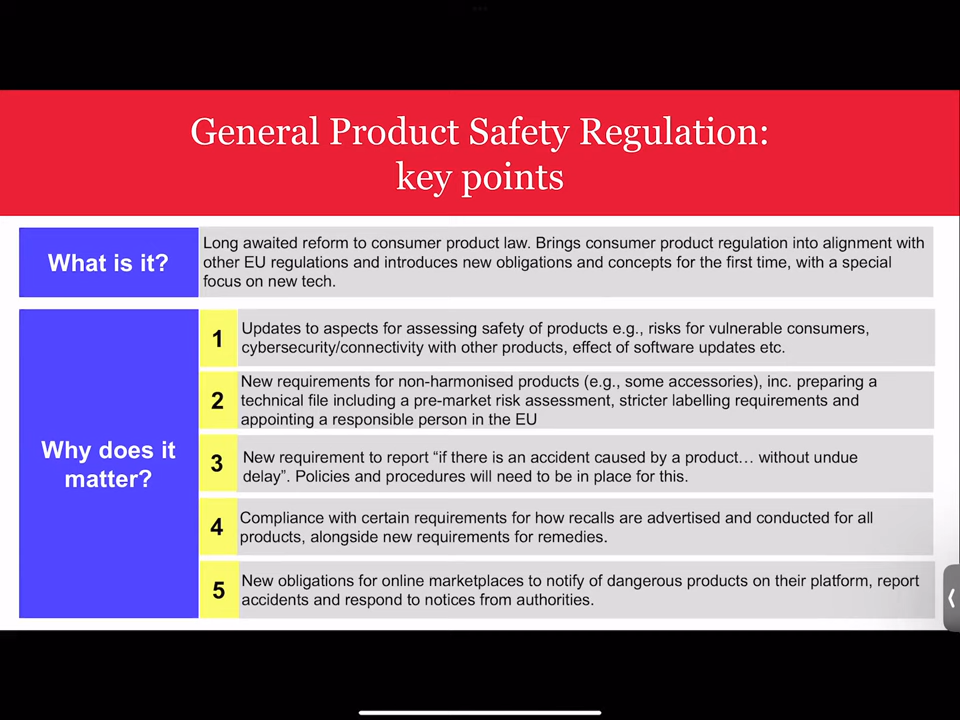 General Product Safety Regulation:
key points
What is it?
Long awaited reform to consumer product law. Brings consumer product regulation into alignment with
other EU regulations and introduces new obligations and concepts for the first time, with a special
focus on new tech.
Why does it
matter?
1
Updates to aspects for assessing safety of products e.g., risks for vulnerable consumers,
cybersecurity/connectivity with other products, effect of software updates etc.
2
New requirements for non-harmonised products (e.g., some accessories), inc. preparing a
technical file including a pre-market risk assessment, stricter labelling requirements and
appointing a responsible person in the EU
3
New requirement to report “if there is an accident caused by a product… without undue
delay”. Policies and procedures will need to be in place for this.
4
Compliance with certain requirements for how recalls are advertised and conducted for all
products, alongside new requirements for remedies.
5
New obligations for online marketplaces to notify of dangerous products on their platform, report
accidents and respond to notices from authorities.